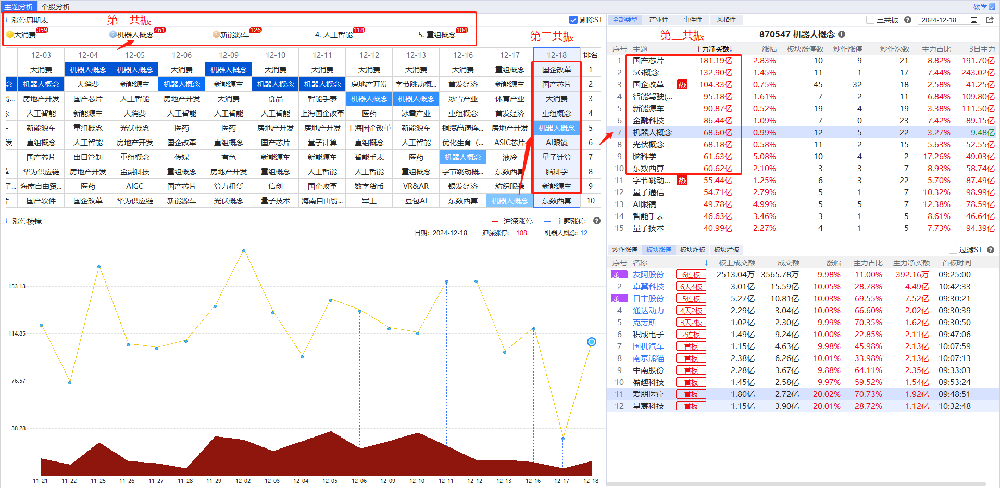 主题分析 个股分析 教学
涨停周期表 第一共振 剔除ST
1 大消费 359 2 机器人概念 261 3 新能源车 126 4. 人工智能 118 5. 重组概念 104
第二共振
12-03 12-04 12-05 12-06 12-09 12-10 12-11 12-12 12-13 12-16 12-17 12-18 排名
大消费 机器人概念 机器人概念 大消费 机器人概念 大消费 大消费 大消费 大消费 大消费 重组概念 国企改革 1
念 机器人概念 大消费 新能源车 机器人概念 新能源车 机器人概念 机器人概念 房地产开发 字节跳动概... 首发经济 新能源车 国产芯片 2
贸... 房地产开发 国产芯片 人工智能 房地产开发 大消费 食品 智能手表 机器人概念 机器人概念 冰雪产业 体育产业 大消费 3
念 人工智能 新能源车 大消费 人工智能 人工智能 人工智能 上海国企改革 医药 冰雪产业 重组概念 首发经济 重组概念 4
车 新能源车 重组概念 光伏概念 医药 医药 房地产开发 房地产开发 上海国企改革 新能源车 铜缆高速连... 房地产开发 机器人概念 5
发 重组概念 人工智能 房地产开发 国企改革 重组概念 国产芯片 量子计算 重组概念 人工智能 优化生育（... ASIC芯片 AI眼镜 6
国产芯片 出口管制 重组概念 传媒 有色 新能源车 新能源车 智能手表 医药 机器人概念 液冷 量子计算 7
革 华为供应链 房地产开发 金融科技 重组概念 房地产开发 重组概念 人工智能 人工智能 重组概念 字节跳动概... 东数西算 脑科学 8
子... 海南自由贸... 医药 AIGC 国产芯片 算力租赁 信创 国企改革 数字货币 VR&AR 银发经济 纺织服装 新能源车 9
片 国产软件 国企改革 华为供应链 新能源车 光伏概念 量子技术 海南自由贸... 军工 豆包AI 东数西算 机器人概念 东数西算 10
涨停棱镜 沪深涨停 主题涨停
日期: 2024-12-18 沪深涨停: 108 机器人概念: 12
153.13
114.85
76.57
38.28
11-21 11-22 11-25 11-26 11-27 11-28 11-29 12-02 12-03 12-04 12-05 12-06 12-09 12-10 12-11 12-12 12-13 12-16 12-17 12-18
全部类型 产业性 事件性 风格性 三共振 2024-12-18
第三共振 870547 机器人概念
序号 主题 主力净买额↓ 涨幅 板块涨停数 炒作涨停 炒作次数 主力占比 3日主力
1 国产芯片 181.19亿 2.83% 10 9 21 8.82% 191.70亿
2 5G概念 132.90亿 1.45% 11 1 17 7.44% 243.02亿
3 国企改革 热 104.33亿 0.75% 45 32 18 2.58% 41.25亿
4 智能驾驶(... 95.18亿 1.61% 7 2 11 6.84% 109.80亿
5 新能源车 90.87亿 0.52% 19 4 19 3.38% 111.50亿
6 金融科技 86.44亿 1.09% 7 0 23 7.42% 89.15亿
7 机器人概念 68.60亿 0.99% 12 5 22 3.27% -9.48亿
8 光伏概念 68.18亿 0.58% 11 2 15 5.63% 52.55亿
9 脑科学 61.63亿 5.08% 10 4 2 17.26% 49.03亿
10 东数西算 60.62亿 2.10% 3 3 7 8.93% 58.74亿
11 字节跳动... 热 55.44亿 1.25% 6 3 22 5.70% 87.49亿
12 量子通信 54.71亿 2.79% 5 1 7 10.32% 98.99亿
13 AI眼镜 49.78亿 4.99% 5 5 7 12.38% 78.59亿
14 智能手表 46.63亿 3.46% 3 1 5 8.61% 46.64亿
15 量子技术 40.99亿 2.27% 4 1 5 7.73% 94.39亿
炒作涨停 板块涨停 板块炸板 板块烂板 过滤ST
序号 名称 ↓ 板上成交额 成交额 涨幅 主力占比 主力净买额 首板时间
龙一 友阿股份 6连板 2513.04万 3565.78万 9.98% 11.00% 392.16万 09:25:00
2 卓翼科技 6天4板 3.01亿 15.59亿 10.05% 28.78% 4.49亿 10:42:33
龙二 日丰股份 5连板 5.27亿 10.81亿 10.03% 69.55% 7.52亿 09:30:21
4 通达动力 4天2板 2.29亿 3.04亿 10.03% 66.60% 2.02亿 09:30:39
5 克劳斯 3天2板 1.02亿 2.30亿 9.99% 70.35% 1.62亿 09:30:50
6 积成电子 2连板 1.49亿 9.24亿 10.00% 22.85% 2.11亿 09:47:06
7 国机汽车 首板 1.15亿 4.63亿 9.98% 45.98% 2.13亿 10:07:59
8 南京熊猫 首板 2.38亿 6.26亿 10.01% 33.98% 2.13亿 10:07:13
9 中南股份 首板 2.28亿 3.67亿 9.88% 64.11% 2.35亿 09:33:03
10 盈趣科技 首板 1.45亿 2.58亿 9.97% 59.52% 1.54亿 09:53:24
11 爱朋医疗 首板 1.80亿 2.72亿 20.02% 70.73% 1.92亿 09:48:51
12 星宸科技 首板 1.15亿 3.90亿 20.01% 28.72% 1.12亿 10:32:48